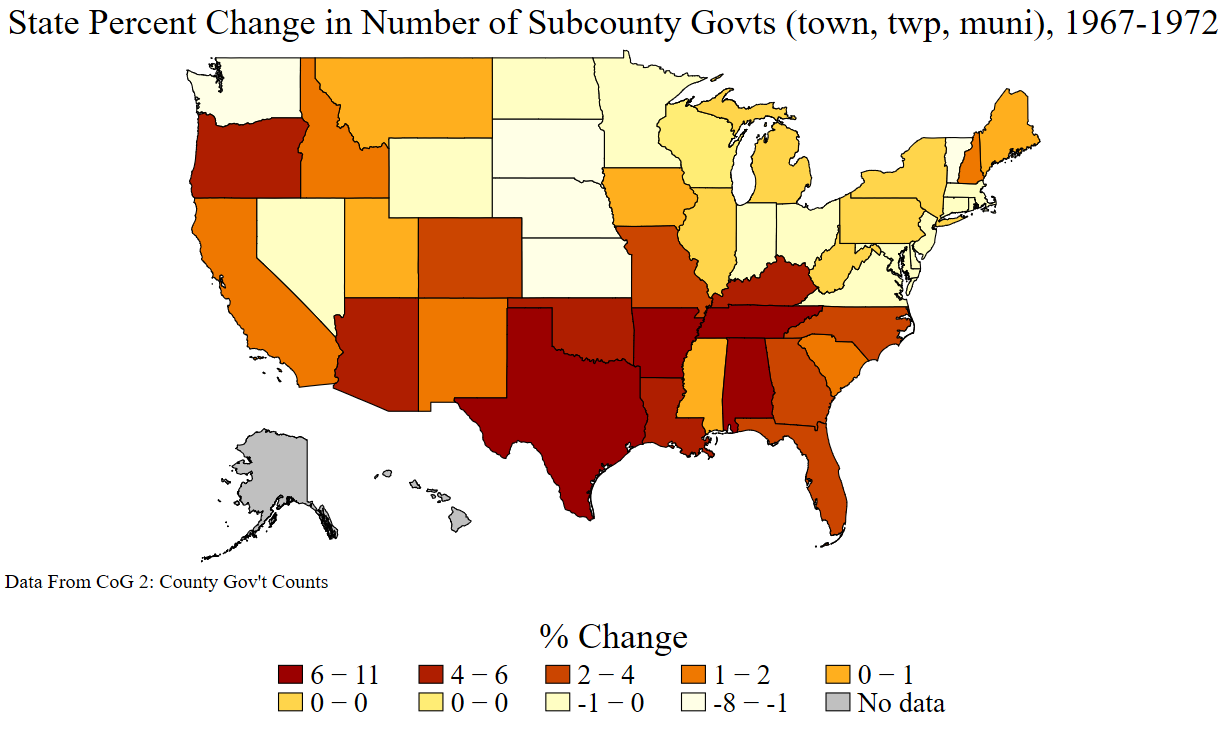 State Percent Change in Number of Subcounty Govts (town, twp, muni), 1967-1972
Data From CoG 2: County Gov't Counts
% Change
6 − 11 4 − 6 2 − 4 1 − 2 0 − 1
0 − 0 0 − 0 -1 − 0 -8 − -1 No data